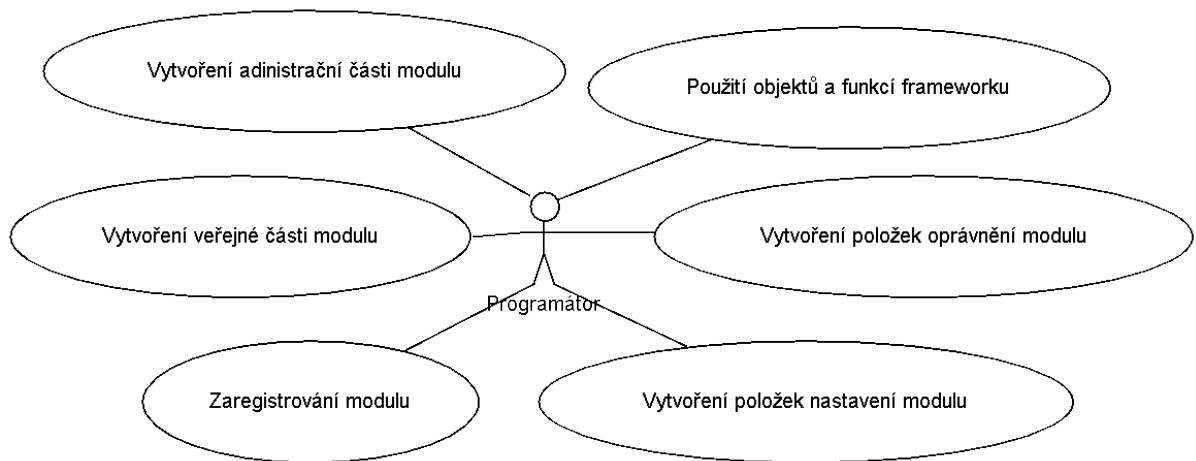 Vytvoření adinistrační části modulu
Použití objektů a funkcí frameworku
Vytvoření veřejné části modulu
Vytvoření položek oprávnění modulu
Programátor
Zaregistrování modulu
Vytvoření položek nastavení modulu